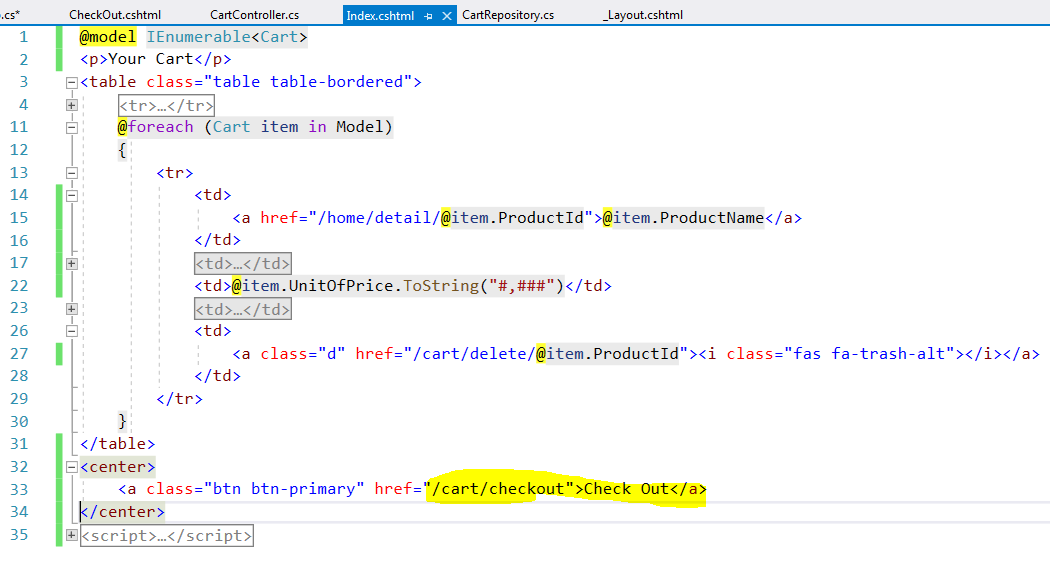 .cs* CheckOut.cshtml CartController.cs Index.cshtml CartRepository.cs _Layout.cshtml
1 @model IEnumerable<Cart>
2 <p>Your Cart</p>
3 <table class="table table-bordered">
4 <tr>…</tr>
11 @foreach (Cart item in Model)
12 {
13 <tr>
14 <td>
15 <a href="/home/detail/@item.ProductId">@item.ProductName</a>
16 </td>
17 <td>…</td>
22 <td>@item.UnitOfPrice.ToString("#,###")</td>
23 <td>…</td>
26 <td>
27 <a class="d" href="/cart/delete/@item.ProductId"><i class="fas fa-trash-alt"></i></a>
28 </td>
29 </tr>
30 }
31 </table>
32 <center>
33 <a class="btn btn-primary" href="/cart/checkout">Check Out</a>
34 </center>
35 <script>…</script>